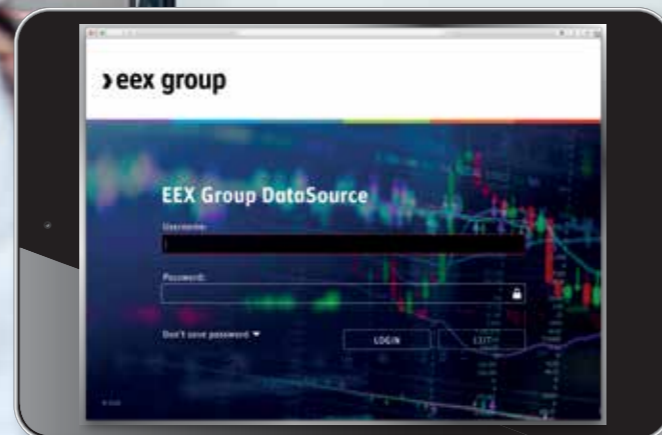 eex group
EEX Group DataSource
Username:
Password:
Don't save password
LOGIN
EXIT